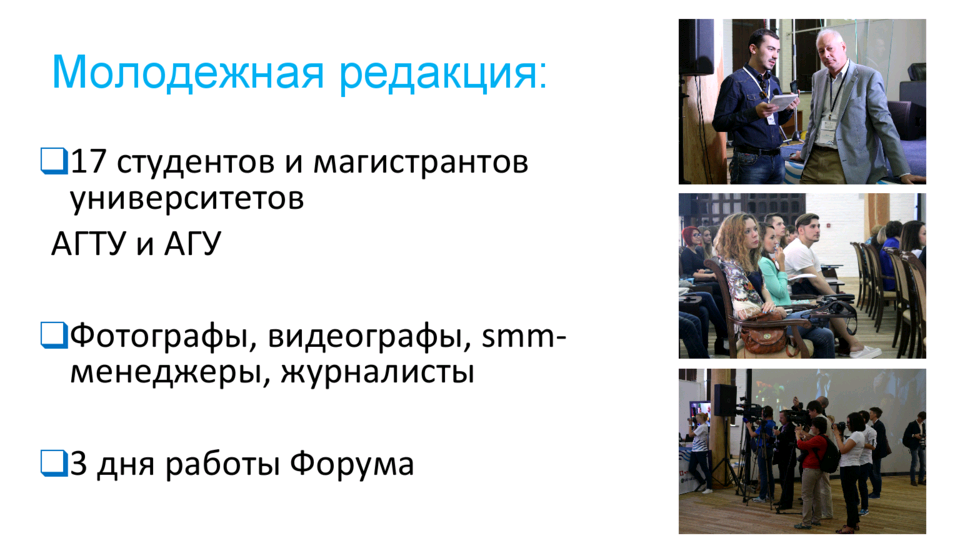 Молодежная редакция:
❑17 студентов и магистрантов
университетов
АГТУ и АГУ
❑Фотографы, видеографы, smm-
менеджеры, журналисты
❑3 дня работы Форума